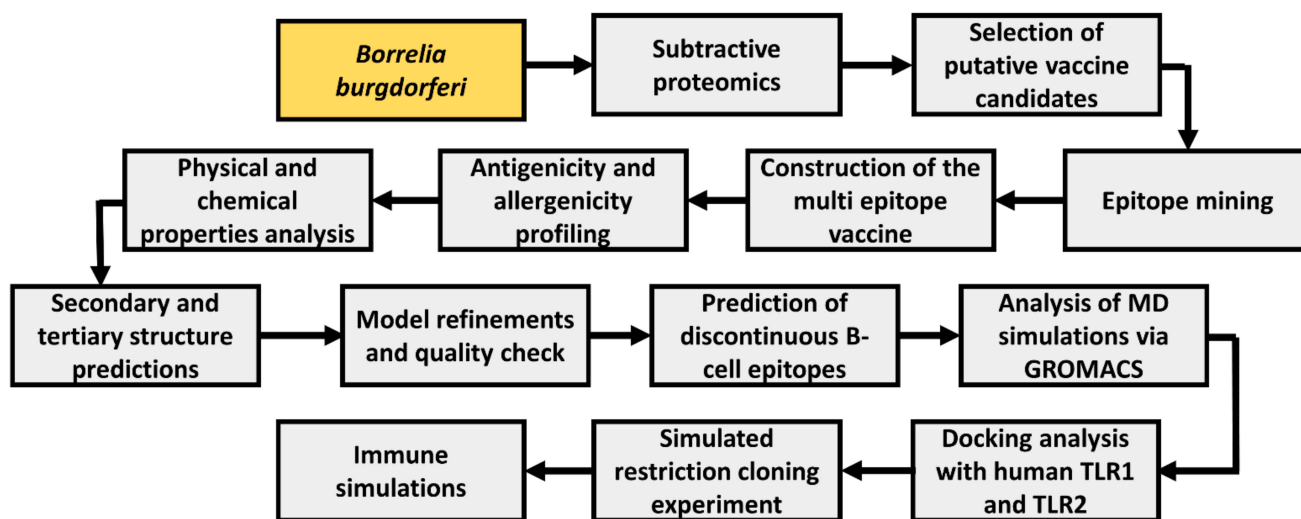 Borrelia
burgdorferi
Subtractive
proteomics
Selection of
putative vaccine
candidates
Physical and
chemical
properties analysis
Antigenicity and
allergenicity
profiling
Construction of the
multi epitope
vaccine
Epitope mining
Secondary and
tertiary structure
predictions
Model refinements
and quality check
Prediction of
discontinuous B-
cell epitopes
Analysis of MD
simulations via
GROMACS
Immune
simulations
Simulated
restriction cloning
experiment
Docking analysis
with human TLR1
and TLR2